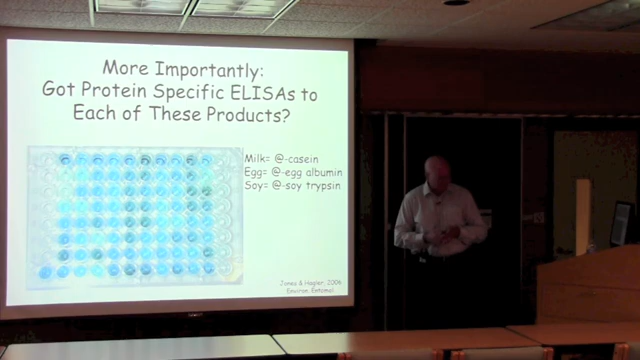 More Importantly:
Got Protein Specific ELISAs to
Each of These Products?
Milk= @-casein
Egg= @-egg albumin
Soy= @-soy trypsin
Jones & Hagler, 2006
Environ. Entomol.